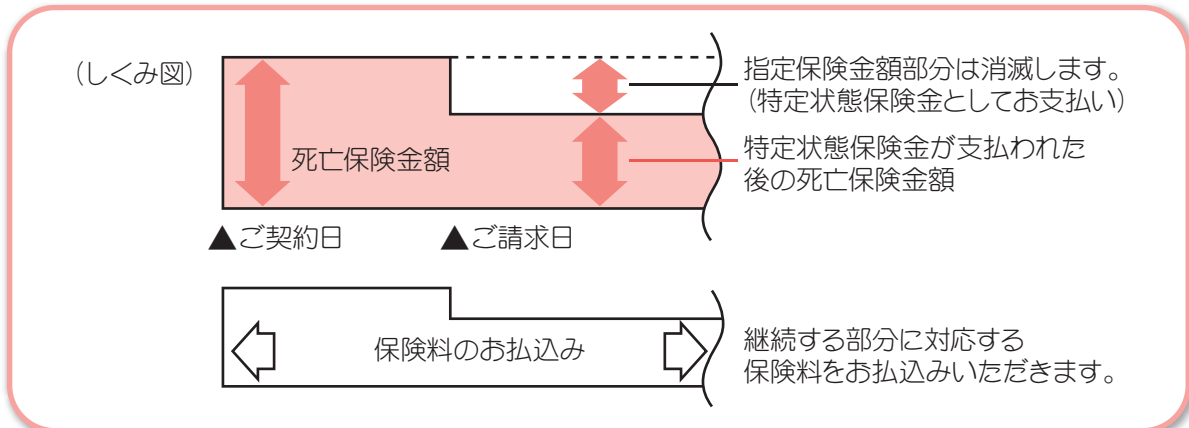 （しくみ図）
指定保険金額部分は消滅します。
（特定状態保険金としてお支払い）
死亡保険金額
特定状態保険金が支払われた
後の死亡保険金額
▲ご契約日
▲ご請求日
保険料のお払込み
継続する部分に対応する
保険料をお払込みいただきます。